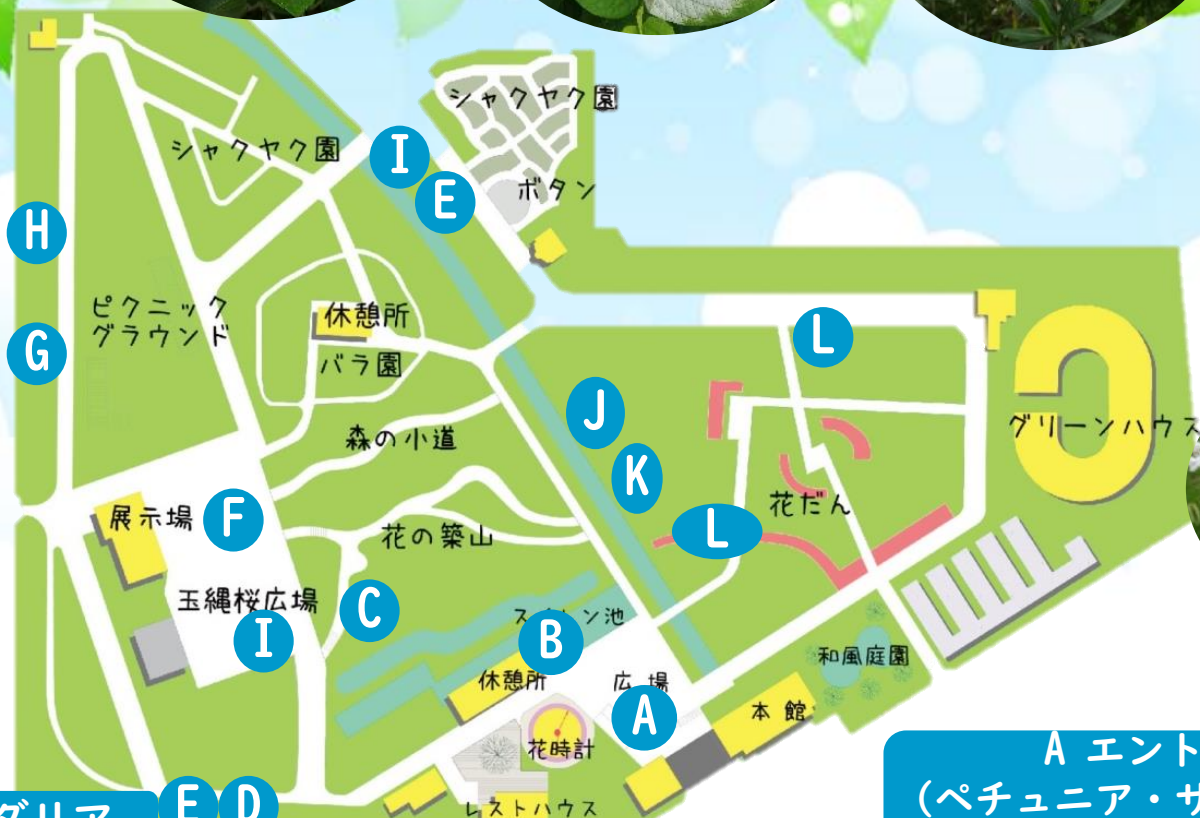 シャクヤク園
シャクヤク園
I
E
ボタン
H
ピクニック
グラウンド
休憩所
G
バラ園
L
J
森の小道
グリーンハウス
K
花だん
展示場
F
花の築山
L
玉縄桜広場
C
I
B
和風庭園
休憩所
広場
A
本館
花時計
A エント
(ペチュニア・サ
ダリア
E
D
レストハウス